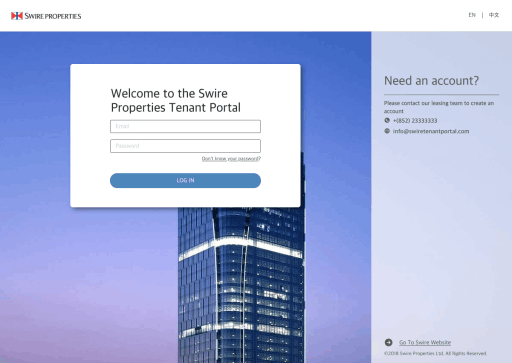 SWIRE PROPERTIES
EN | 中文
Welcome to the Swire
Properties Tenant Portal
Email
Password
Don't know your password?
LOG IN
Need an account?
Please contact our leasing team to create an
account
+(852) 23333333
info@swiretenantportal.com
Go To Swire Website
©2018 Swire Properties Ltd. All Rights Reserved